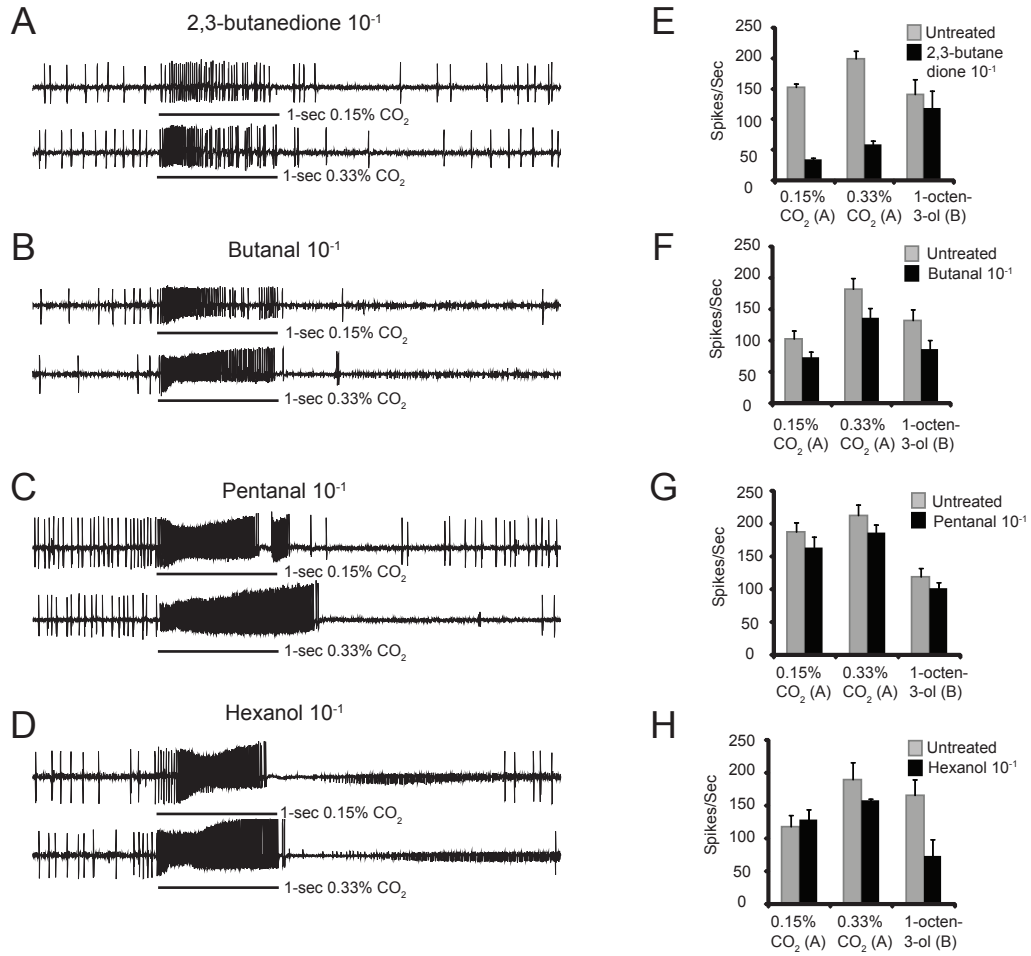 A
2,3-butanedione 10⁻¹
1-sec 0.15% CO₂
1-sec 0.33% CO₂
B
Butanal 10⁻¹
1-sec 0.15% CO₂
1-sec 0.33% CO₂
C
Pentanal 10⁻¹
1-sec 0.15% CO₂
1-sec 0.33% CO₂
D
Hexanol 10⁻¹
1-sec 0.15% CO₂
1-sec 0.33% CO₂
E
Untreated
2,3-butane
dione 10⁻¹
Spikes/Sec
250
200
150
100
50
0
0.15% 0.33% 1-octen-
CO₂ (A) CO₂ (A) 3-ol (B)
F
Untreated
Butanal 10⁻¹
Spikes/Sec
250
200
150
100
50
0
0.15% 0.33% 1-octen-
CO₂ (A) CO₂ (A) 3-ol (B)
G
Untreated
Pentanal 10⁻¹
Spikes/Sec
250
200
150
100
50
0
0.15% 0.33% 1-octen-
CO₂ (A) CO₂ (A) 3-ol (B)
H
Untreated
Hexanol 10⁻¹
Spikes/Sec
250
200
150
100
50
0
0.15% 0.33% 1-octen-
CO₂ (A) CO₂ (A) 3-ol (B)